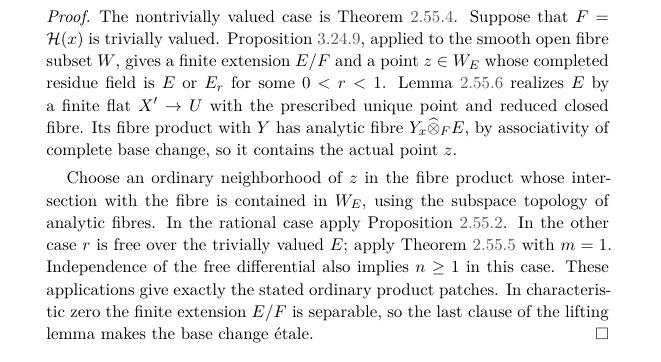 Proof. The nontrivially valued case is Theorem 2.55.4. Suppose that F =
ℋ(x) is trivially valued. Proposition 3.24.9, applied to the smooth open fibre
subset W, gives a finite extension E/F and a point z ∈ W_E whose completed
residue field is E or E_r for some 0 < r < 1. Lemma 2.55.6 realizes E by
a finite flat X′ → U with the prescribed unique point and reduced closed
fibre. Its fibre product with Y has analytic fibre Y_x ⊗̂_F E, by associativity of
complete base change, so it contains the actual point z.
Choose an ordinary neighborhood of z in the fibre product whose inter-
section with the fibre is contained in W_E, using the subspace topology of
analytic fibres. In the rational case apply Proposition 2.55.2. In the other
case r is free over the trivially valued E; apply Theorem 2.55.5 with m = 1.
Independence of the free differential also implies n ≥ 1 in this case. These
applications give exactly the stated ordinary product patches. In characteris-
tic zero the finite extension E/F is separable, so the last clause of the lifting
lemma makes the base change étale. □